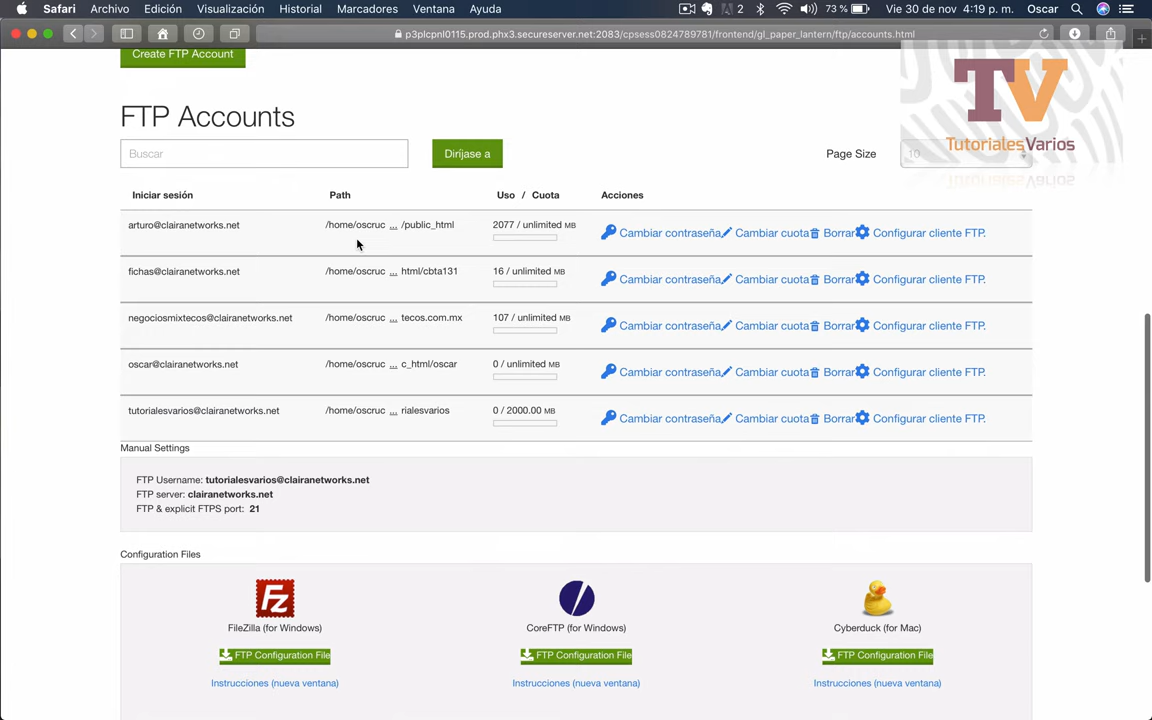 Safari Archivo Edición Visualización Historial Marcadores Ventana Ayuda 2 73 % Vie 30 de nov 4:19 p. m. Oscar
p3plcpnl0115.prod.phx3.secureserver.net:2083/cpsess0824789781/frontend/gl_paper_lantern/ftp/accounts.html
Create FTP Account
TV
TutorialesVarios
FTP Accounts
Buscar Diríjase a Page Size 10
Iniciar sesión Path Uso / Cuota Acciones
arturo@clairanetworks.net /home/oscruc ... /public_html 2077 / unlimited MB Cambiar contraseña Cambiar cuota Borrar Configurar cliente FTP.
fichas@clairanetworks.net /home/oscruc ... html/cbta131 16 / unlimited MB Cambiar contraseña Cambiar cuota Borrar Configurar cliente FTP.
negociosmixtecos@clairanetworks.net /home/oscruc ... tecos.com.mx 107 / unlimited MB Cambiar contraseña Cambiar cuota Borrar Configurar cliente FTP.
oscar@clairanetworks.net /home/oscruc ... c_html/oscar 0 / unlimited MB Cambiar contraseña Cambiar cuota Borrar Configurar cliente FTP.
tutorialesvarios@clairanetworks.net /home/oscruc ... rialesvarios 0 / 2000.00 MB Cambiar contraseña Cambiar cuota Borrar Configurar cliente FTP.
Manual Settings
FTP Username: tutorialesvarios@clairanetworks.net
FTP server: clairanetworks.net
FTP & explicit FTPS port: 21
Configuration Files
Fz
FileZilla (for Windows) CoreFTP (for Windows) Cyberduck (for Mac)
FTP Configuration File FTP Configuration File FTP Configuration File
Instrucciones (nueva ventana) Instrucciones (nueva ventana) Instrucciones (nueva ventana)